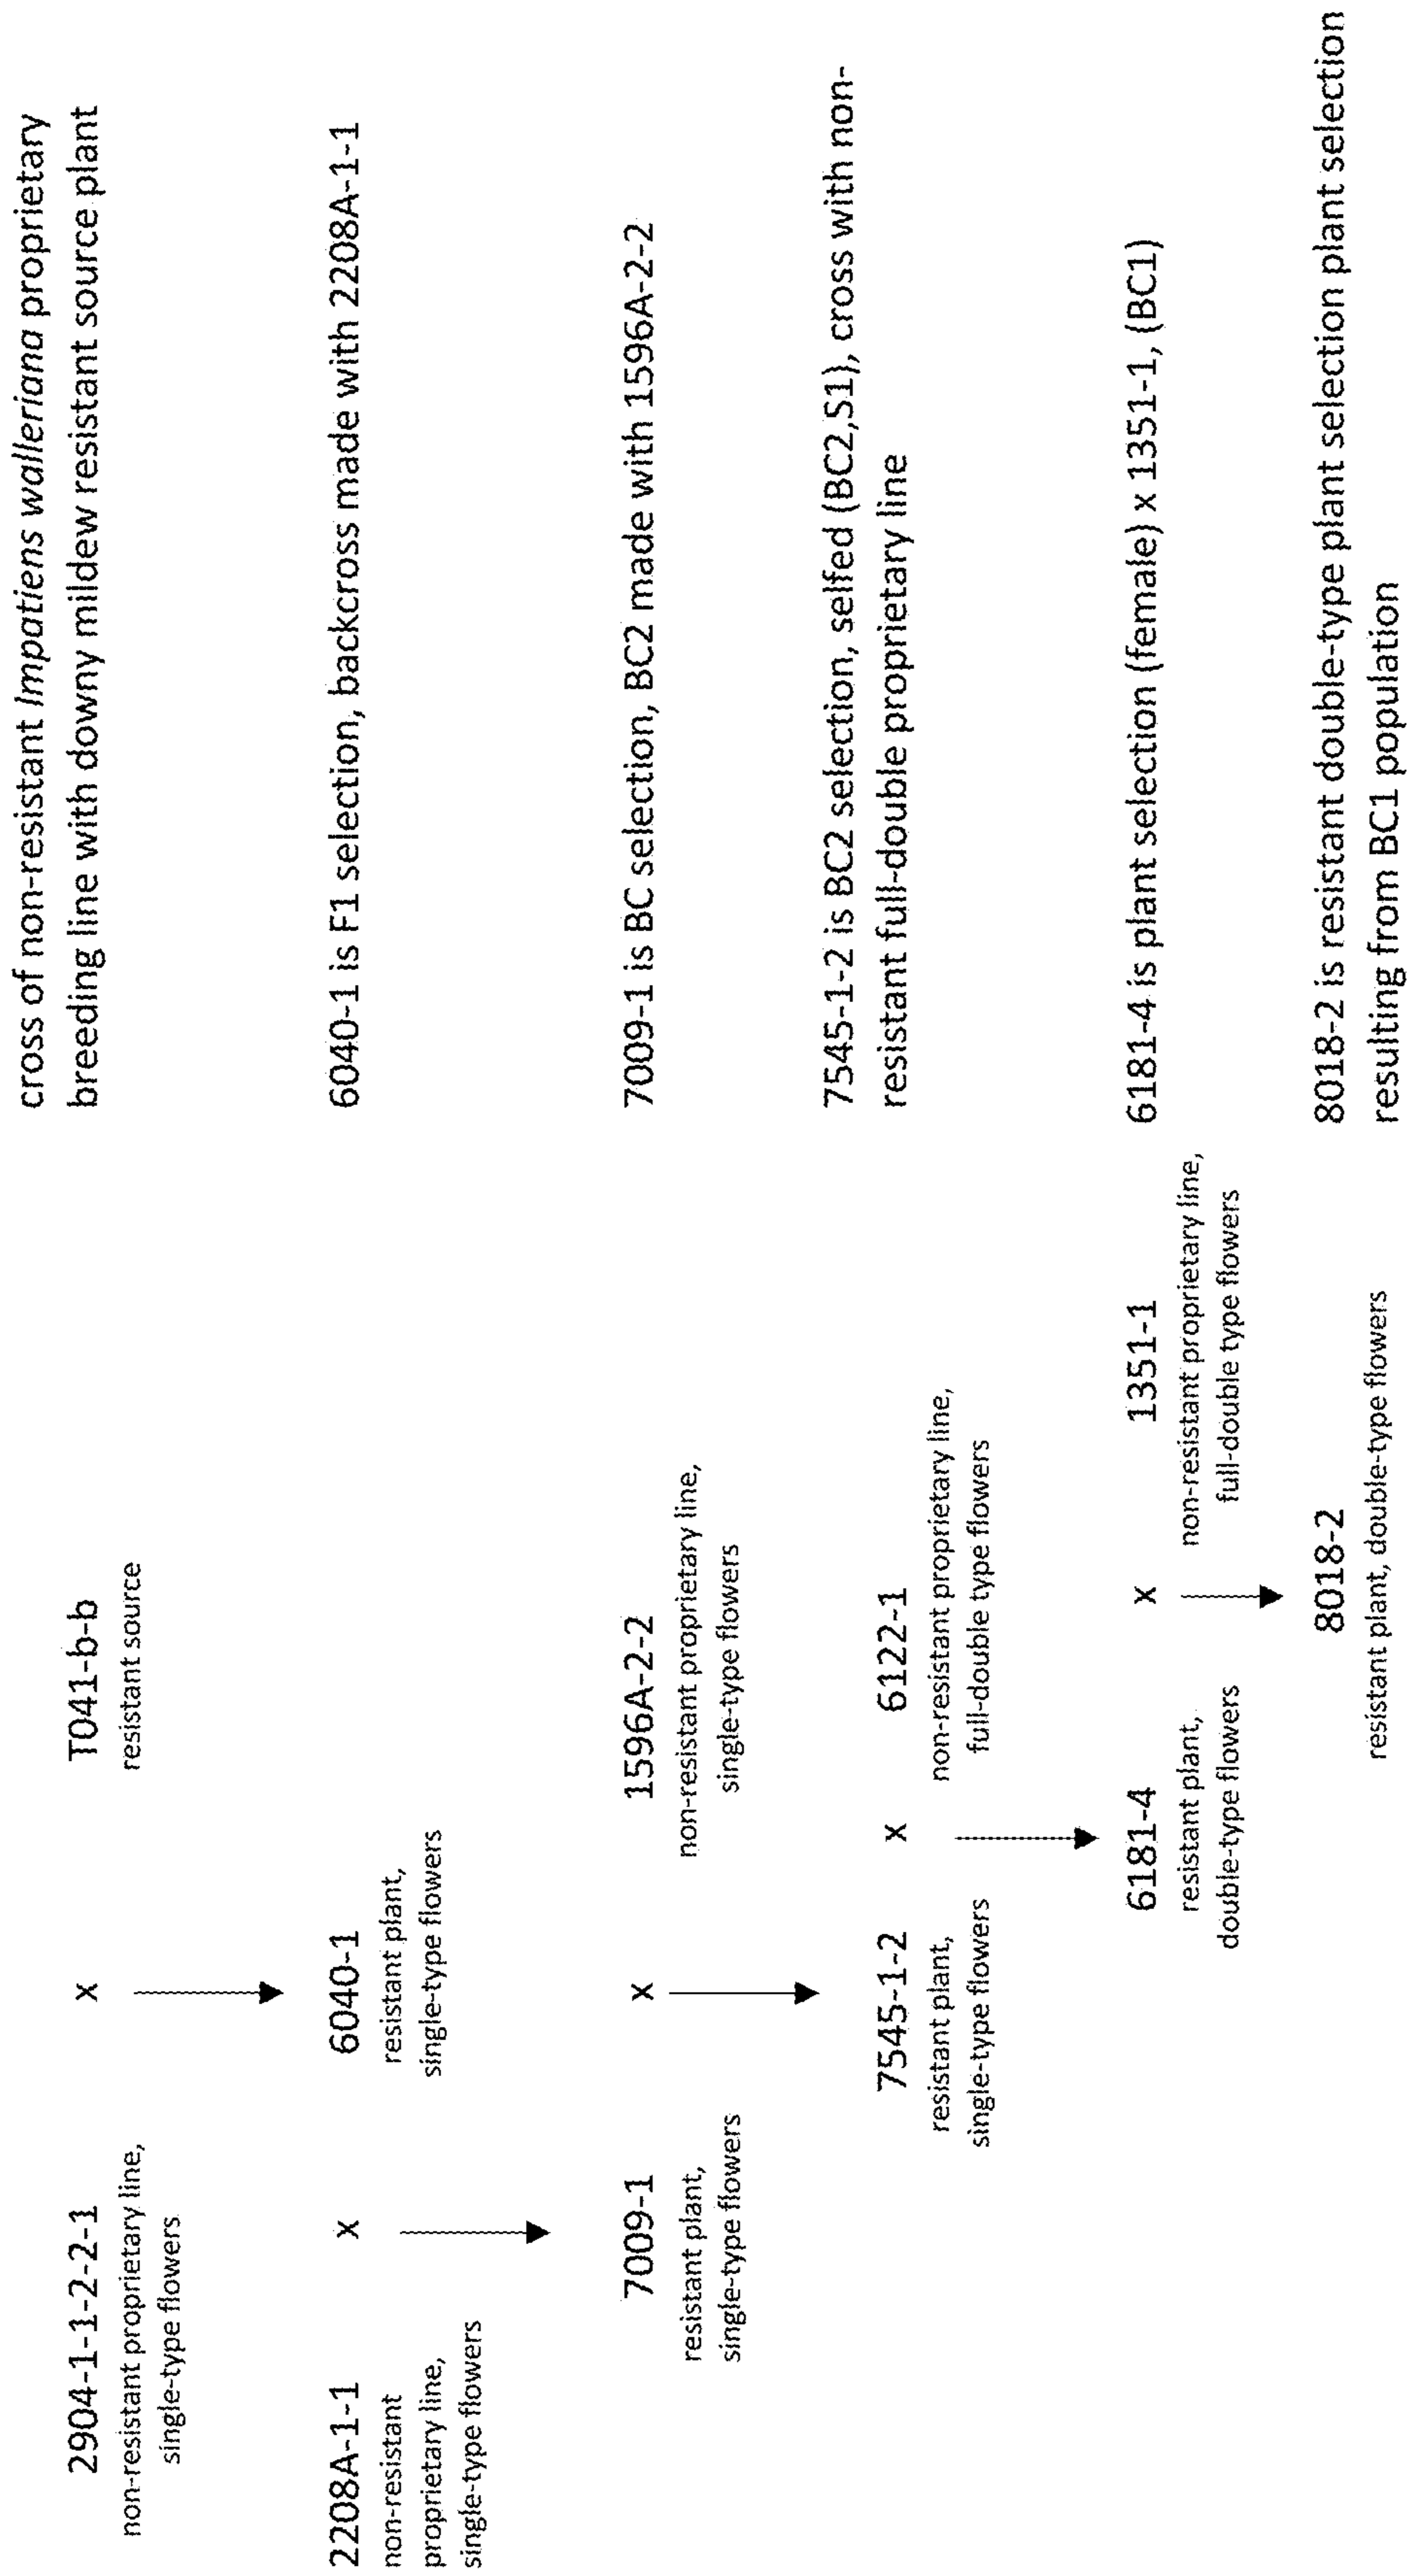 2904-1-1-2-2-1
non-resistant proprietary line,
single-type flowers
x
T041-b-b
resistant source
cross of non-resistant Impatiens walleriana proprietary
breeding line with downy mildew resistant source plant
2208A-1-1
non-resistant
proprietary line,
single-type flowers
x
6040-1
resistant plant,
single-type flowers
6040-1 is F1 selection, backcross made with 2208A-1-1
7009-1
resistant plant,
single-type flowers
x
1596A-2-2
non-resistant proprietary line,
single-type flowers
7009-1 is BC selection, BC2 made with 1596A-2-2
7545-1-2
resistant plant,
single-type flowers
x
6122-1
non-resistant proprietary line,
full-double type flowers
7545-1-2 is BC2 selection, selfed (BC2,S1), cross with non-
resistant full-double proprietary line
6181-4
resistant plant,
double-type flowers
x
1351-1
non-resistant proprietary line,
full-double type flowers
6181-4 is plant selection (female) x 1351-1, (BC1)
8018-2
resistant plant, double-type flowers
8018-2 is resistant double-type plant selection plant selection
resulting from BC1 population